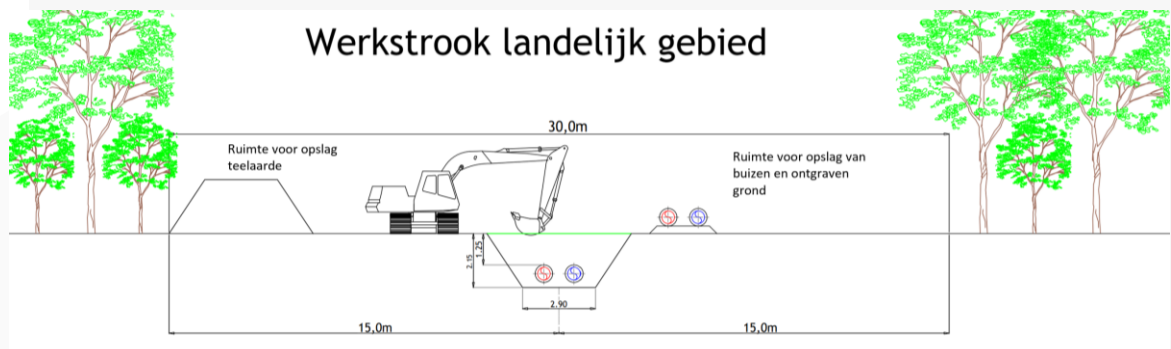 Werkstrook landelijk gebied
30,0m
Ruimte voor opslag
teelaarde
Ruimte voor opslag van
buizen en ontgraven
grond
2.15
1.25
2.90
15,0m
15,0m